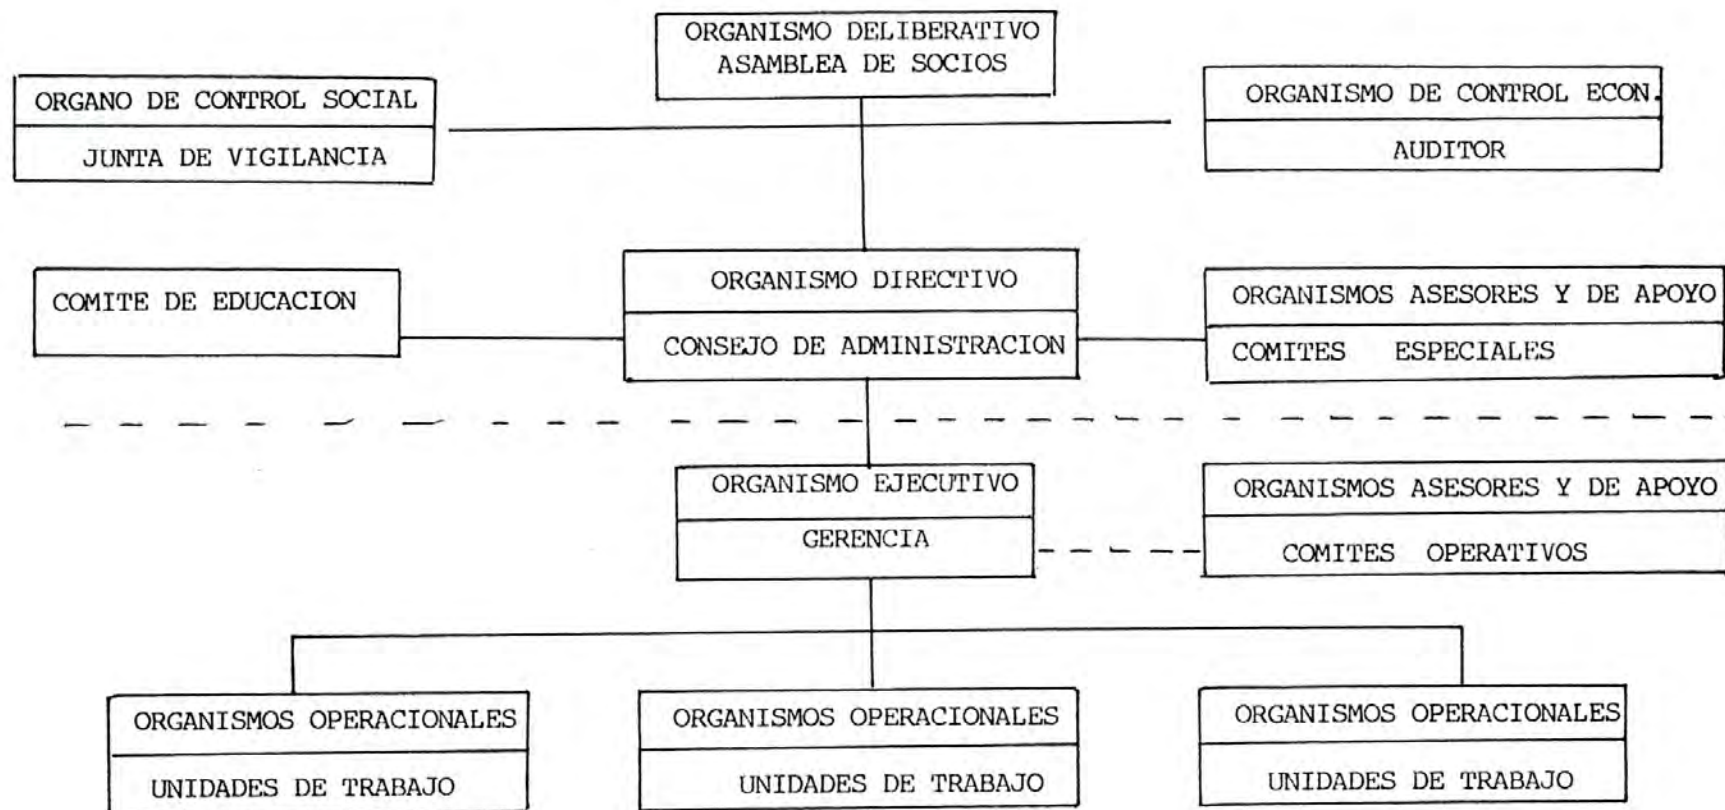 ORGANISMO DELIBERATIVO
ASAMBLEA DE SOCIOS
ORGANO DE CONTROL SOCIAL
JUNTA DE VIGILANCIA
ORGANISMO DE CONTROL ECON.
AUDITOR
COMITE DE EDUCACION
ORGANISMO DIRECTIVO
CONSEJO DE ADMINISTRACION
ORGANISMOS ASESORES Y DE APOYO
COMITES ESPECIALES
ORGANISMO EJECUTIVO
GERENCIA
ORGANISMOS ASESORES Y DE APOYO
COMITES OPERATIVOS
ORGANISMOS OPERACIONALES
UNIDADES DE TRABAJO
ORGANISMOS OPERACIONALES
UNIDADES DE TRABAJO
ORGANISMOS OPERACIONALES
UNIDADES DE TRABAJO